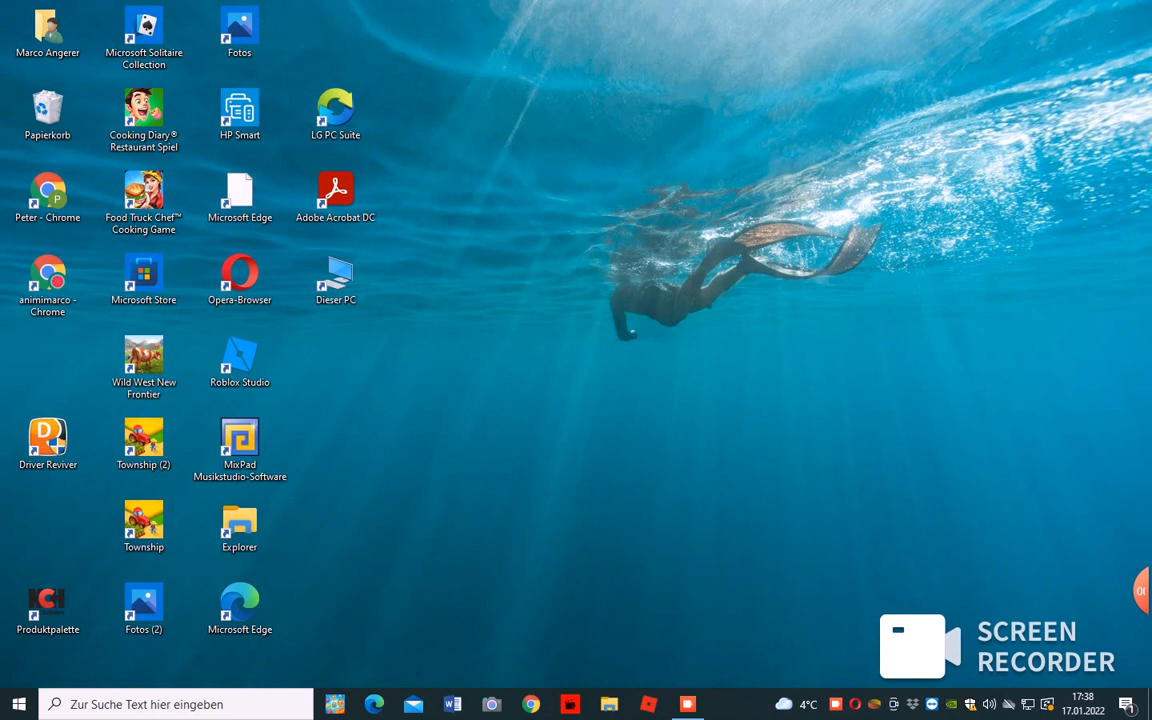 Marco Angerer
Microsoft Solitaire
Collection
Fotos
Papierkorb
Cooking Diary®
Restaurant Spiel
HP Smart
LG PC Suite
Peter - Chrome
Food Truck Chef™
Cooking Game
Microsoft Edge
Adobe Acrobat DC
animimarco -
Chrome
Microsoft Store
Opera-Browser
Dieser PC
Wild West New
Frontier
Roblox Studio
Driver Reviver
Township (2)
MixPad
Musikstudio-Software
Township
Explorer
Produktpalette
Fotos (2)
Microsoft Edge
SCREEN
RECORDER
Zur Suche Text hier eingeben
4°C
17:38
17.01.2022